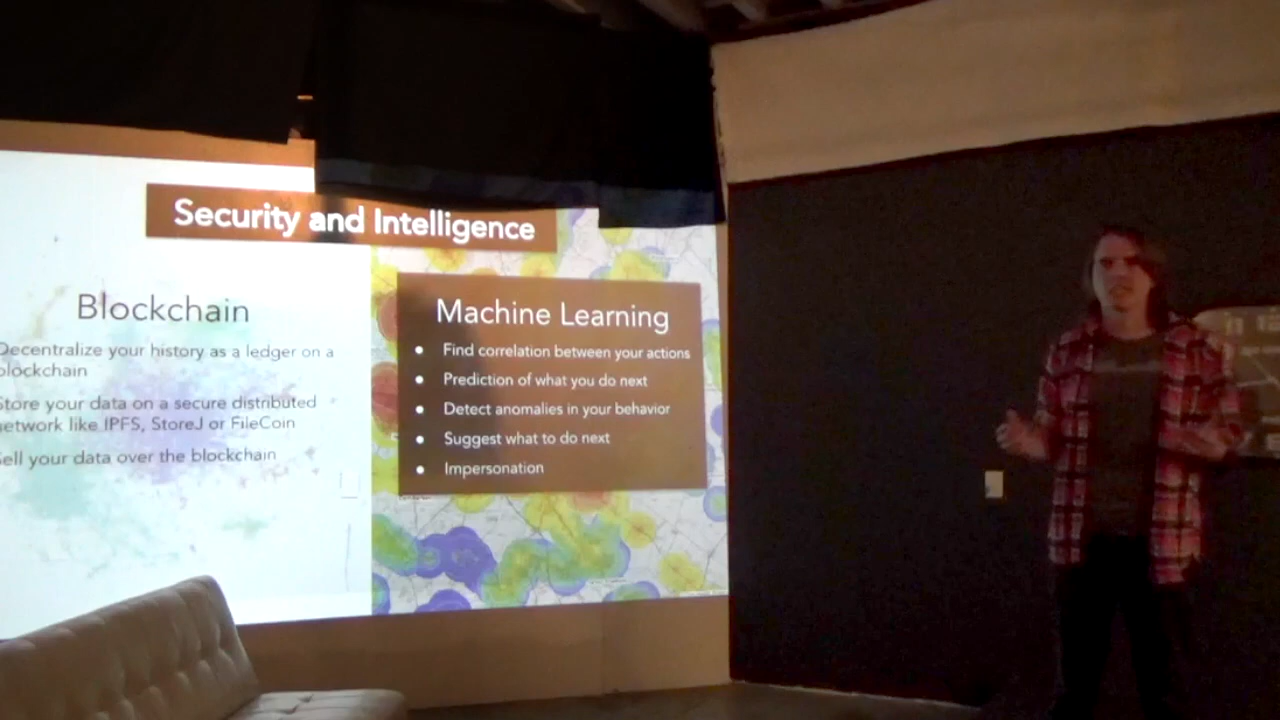 Security and Intelligence
Blockchain
Decentralize your history as a ledger on a
blockchain
Store your data on a secure distributed
network like IPFS, StoreJ or FileCoin
Sell your data over the blockchain
Machine Learning
• Find correlation between your actions
• Prediction of what you do next
• Detect anomalies in your behavior
• Suggest what to do next
• Impersonation